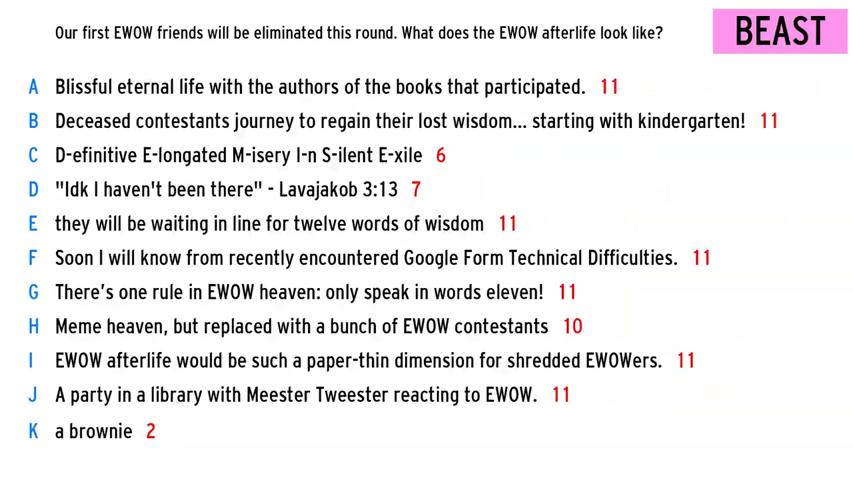 Our first EWOW friends will be eliminated this round. What does the EWOW afterlife look like?
BEAST
A Blissful eternal life with the authors of the books that participated. 11
B Deceased contestants journey to regain their lost wisdom... starting with kindergarten! 11
C D-efinitive E-longated M-isery I-n S-ilent E-xile 6
D "Idk I haven't been there" - Lavajakob 3:13 7
E they will be waiting in line for twelve words of wisdom 11
F Soon I will know from recently encountered Google Form Technical Difficulties. 11
G There's one rule in EWOW heaven: only speak in words eleven! 11
H Meme heaven, but replaced with a bunch of EWOW contestants 10
I EWOW afterlife would be such a paper-thin dimension for shredded EWOWers. 11
J A party in a library with Meester Tweester reacting to EWOW. 11
K a brownie 2